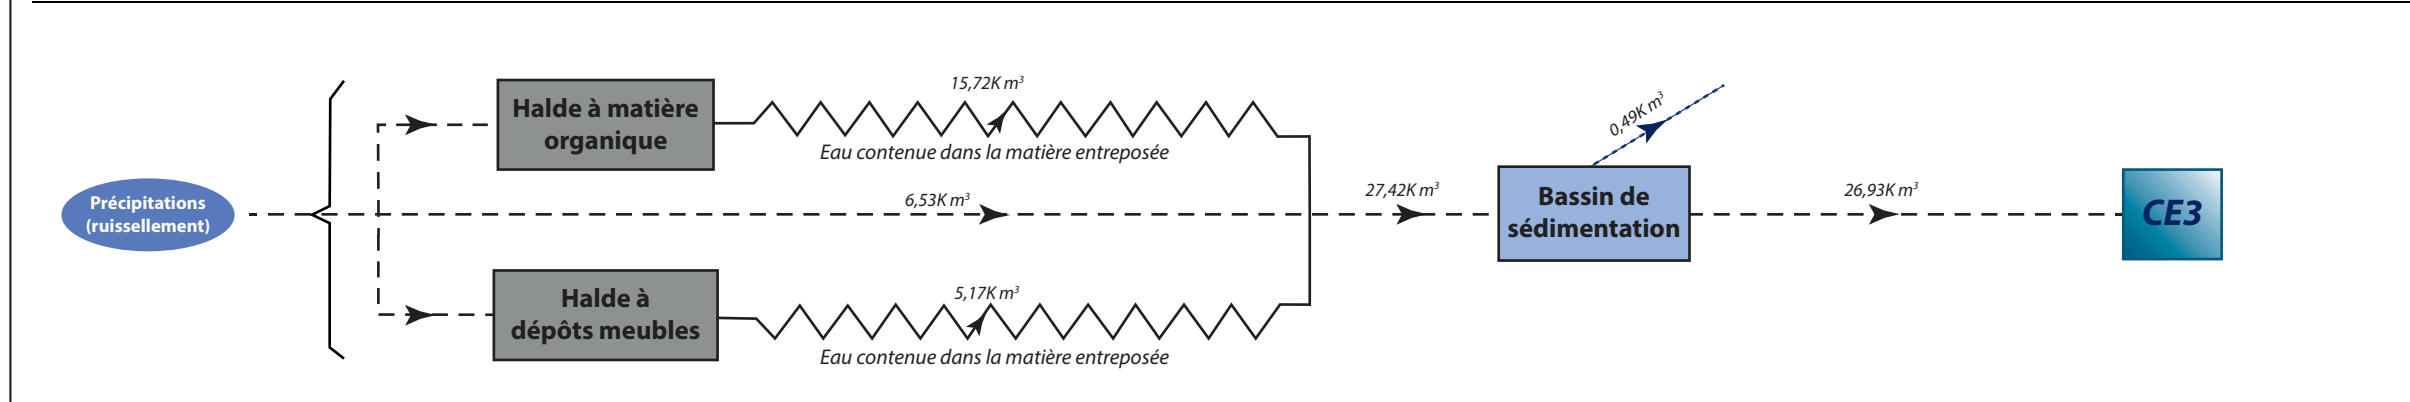 Précipitations
(ruissellement)
Halde à matière
organique
15,72K m³
Eau contenue dans la matière entreposée
6,53K m³
Halde à
dépôts meubles
5,17K m³
Eau contenue dans la matière entreposée
27,42K m³
0,49K m³
Bassin de
sédimentation
26,93K m³
CE3